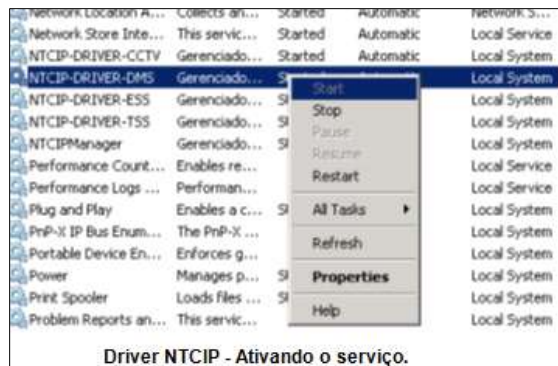 Network Location A... Collects an... Started Automatic Network S...
Network Store Inte... This servic... Started Automatic Local Service
NTCIP-DRIVER-CCTV Gerenciado... Started Automatic Local System
NTCIP-DRIVER-DMS Gerenciado... Local System
NTCIP-DRIVER-ESS Gerenciado... Local System
NTCIP-DRIVER-TSS Gerenciado... Local System
NTCIPManager Gerenciado... Local System
Performance Count... Enables re... Local Service
Performance Logs ... Performan... Local Service
Plug and Play Enables a c... Local System
PnP-X IP Bus Enum... The PnP-X ... Local System
Portable Device En... Enforces g... Local System
Power Manages p... Local System
Print Spooler Loads files ... Local System
Problem Reports an... This servic... Local System
Start
Stop
Pause
Resume
Restart
All Tasks
Refresh
Properties
Help
Driver NTCIP - Ativando o serviço.